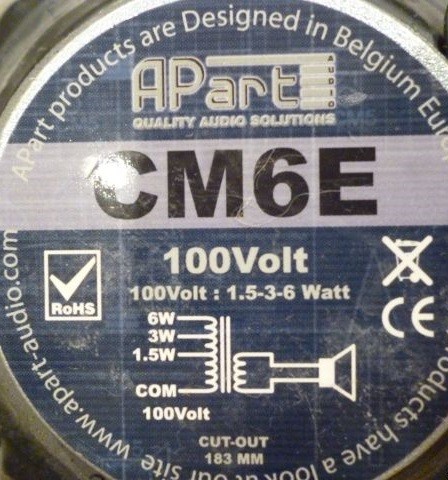 APart products are Designed in Belgium Euro
APart
QUALITY AUDIO SOLUTIONS
CM6E
100Volt
100Volt : 1.5-3-6 Watt
RoHS
CE
6W
3W
1.5W
COM
100Volt
CUT-OUT
183 MM
products have a look at our site www.apart-audio.com